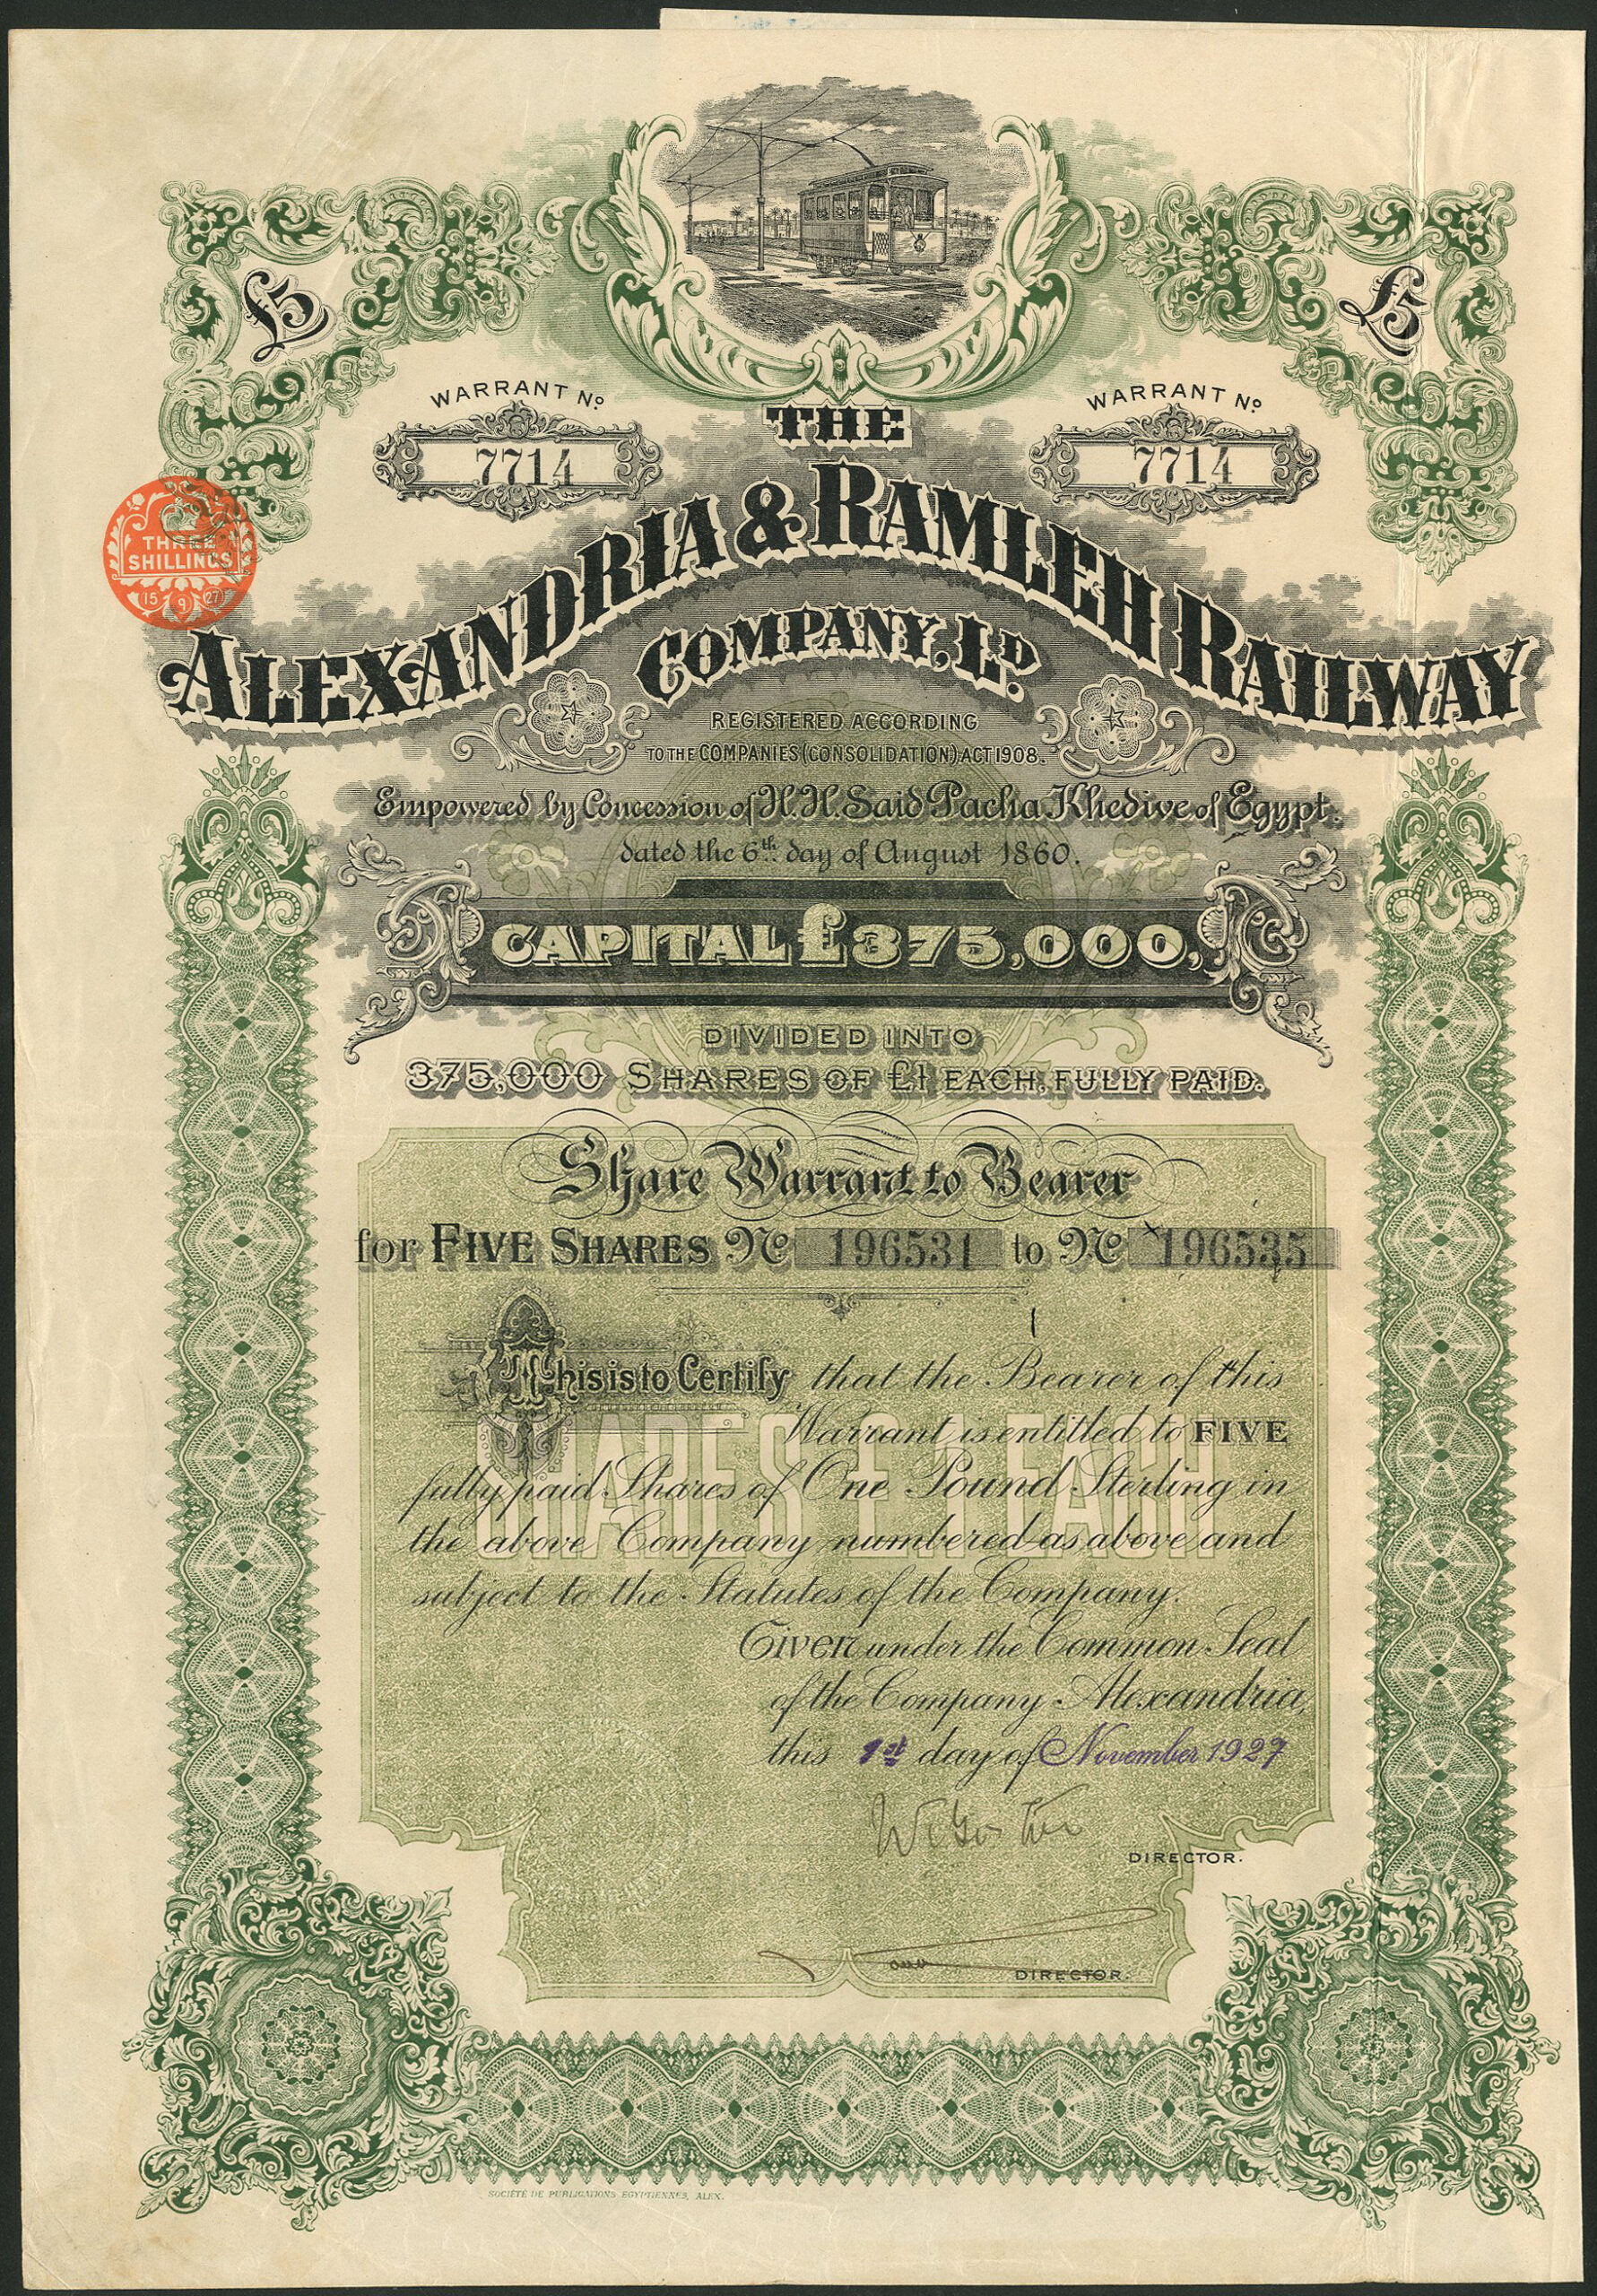 £5
£5
WARRANT Nº
WARRANT Nº
7714
7714
THREE
SHILLINGS
15 9 27
THE
ALEXANDRIA & RAMLEH RAILWAY
COMPANY, LD.
REGISTERED ACCORDING
TO THE COMPANIES (CONSOLIDATION) ACT 1908.
Empowered by Concession of H.H. Said Pacha Khedive of Egypt.
dated the 6th. day of August 1860.
CAPITAL £375,000,
DIVIDED INTO
375,000 SHARES OF £1 EACH, FULLY PAID.
Share Warrant to Bearer
for FIVE SHARES Nº 196531 to Nº 196535
This is to Certify that the Bearer of this
Warrant is entitled to FIVE
fully paid Shares of One Pound Sterling in
the above Company numbered as above and
subject to the Statutes of the Company.
SHARES £1 EACH
Given under the Common Seal
of the Company Alexandria,
this 1st day of November 1927
DIRECTOR.
DIRECTOR.
SOCIÉTÉ DE PUBLICATIONS EGYPTIENNES, ALEX.